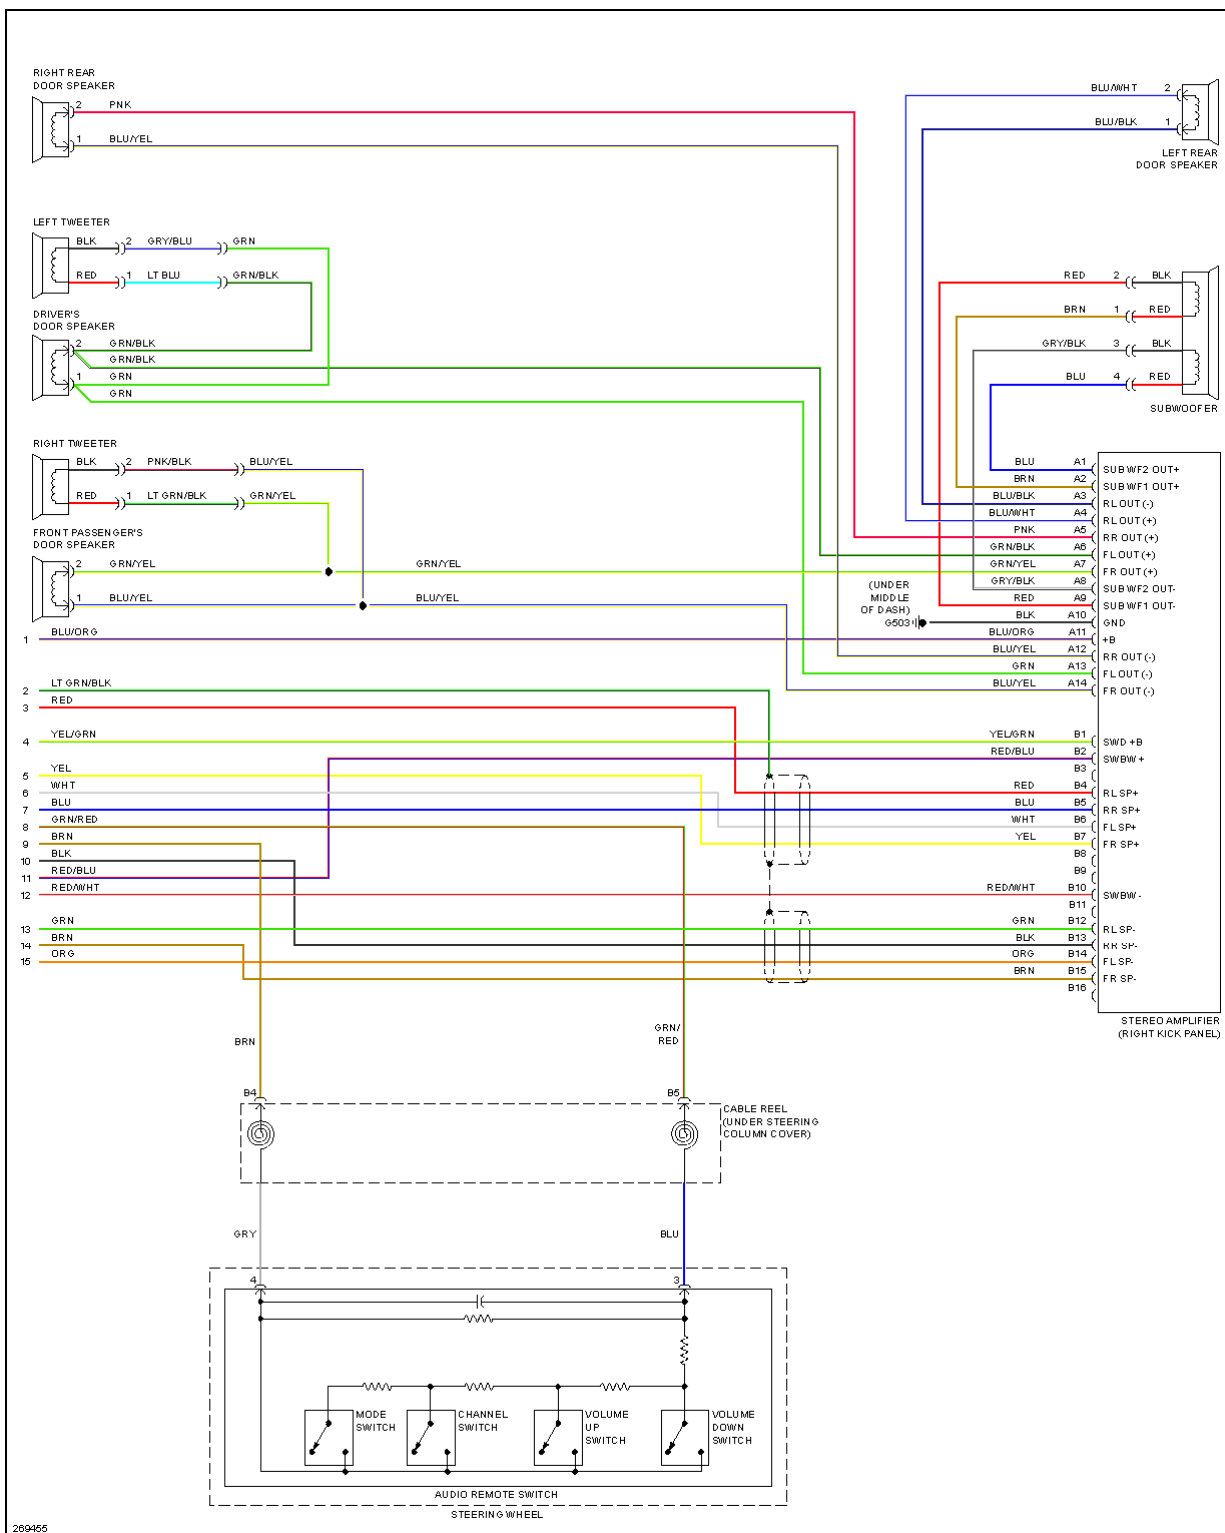 RIGHT REAR
DOOR SPEAKER
2 PNK
1 BLU/YEL
BLU/WHT 2
BLU/BLK 1
LEFT REAR
DOOR SPEAKER
LEFT TWEETER
BLK 2 GRY/BLU GRN
RED 1 LT BLU GRN/BLK
DRIVER'S
DOOR SPEAKER
2 GRN/BLK
GRN/BLK
1 GRN
GRN
RED 2 BLK
BRN 1 RED
GRY/BLK 3 BLK
BLU 4 RED
SUBWOOFER
RIGHT TWEETER
BLK 2 PNK/BLK BLU/YEL
RED 1 LT GRN/BLK GRN/YEL
FRONT PASSENGER'S
DOOR SPEAKER
2 GRN/YEL GRN/YEL
1 BLU/YEL BLU/YEL
BLU A1 SUBWF2 OUT+
BRN A2 SUBWF1 OUT+
BLU/BLK A3 RL OUT(-)
BLU/WHT A4 RL OUT(+)
PNK A5 RR OUT(+)
GRN/BLK A6 FL OUT(+)
GRN/YEL A7 FR OUT(+)
GRY/BLK A8 SUBWF2 OUT-
RED A9 SUBWF1 OUT-
BLK A10 GND
BLU/ORG A11 +B
BLU/YEL A12 RR OUT(-)
GRN A13 FL OUT(-)
BLU/YEL A14 FR OUT(-)
(UNDER
MIDDLE
OF DASH)
G503
1 BLU/ORG
2 LT GRN/BLK
3 RED
4 YEL/GRN
5 YEL
6 WHT
7 BLU
8 GRN/RED
9 BRN
10 BLK
11 RED/BLU
12 RED/WHT
13 GRN
14 BRN
15 ORG
YEL/GRN B1 SWD +B
RED/BLU B2 SWBW +
B3
RED B4 RL SP+
BLU B5 RR SP+
WHT B6 FL SP+
YEL B7 FR SP+
B8
B9
RED/WHT B10 SWBW -
B11
GRN B12 RL SP-
BLK B13 RR SP-
ORG B14 FL SP-
BRN B15 FR SP-
B16
STEREO AMPLIFIER
(RIGHT KICK PANEL)
BRN
GRN/
RED
B4
B5
CABLE REEL
(UNDER STEERING
COLUMN COVER)
GRY
BLU
4
3
MODE
SWITCH
CHANNEL
SWITCH
VOLUME
UP
SWITCH
VOLUME
DOWN
SWITCH
AUDIO REMOTE SWITCH
STEERING WHEEL
269455